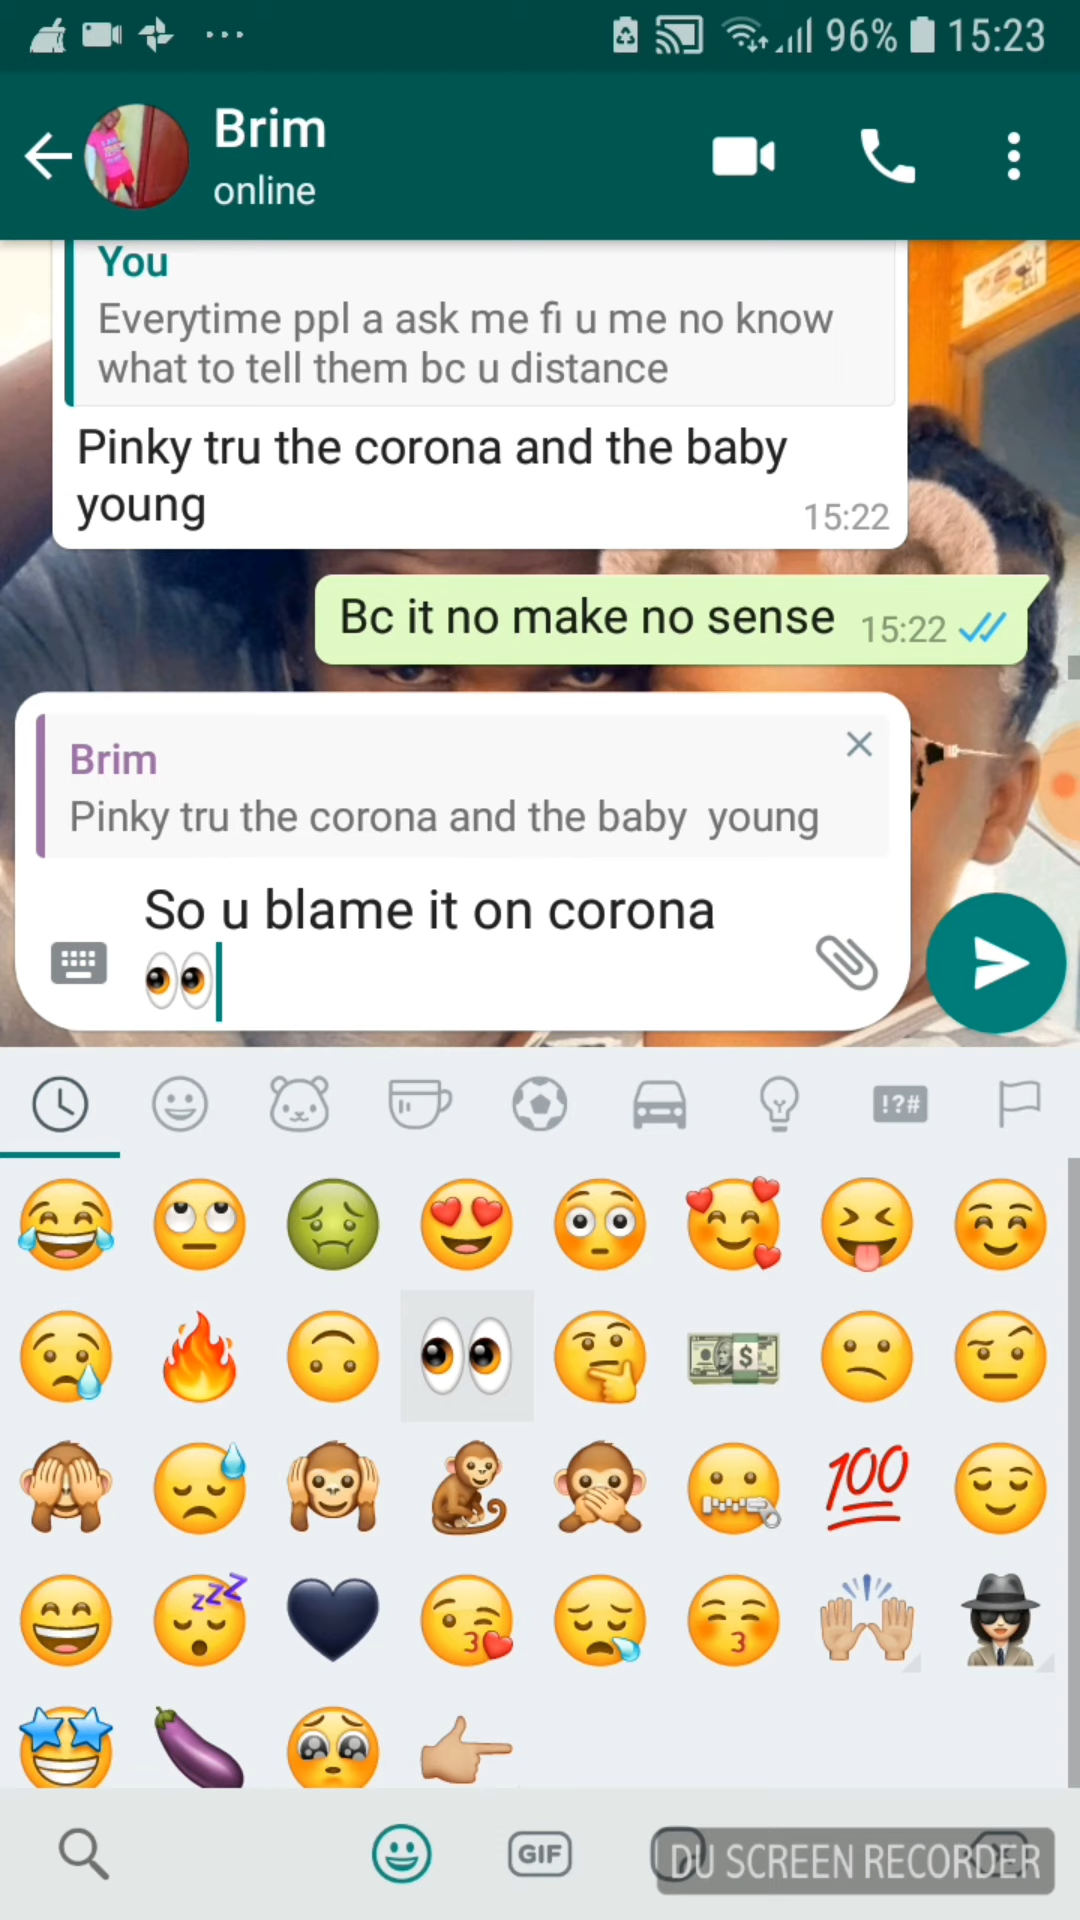 96% 15:23
Brim
online
You
Everytime ppl a ask me fi u me no know
what to tell them bc u distance
Pinky tru the corona and the baby
young
15:22
Bc it no make no sense 15:22
Brim
Pinky tru the corona and the baby young
So u blame it on corona
👀
!?#
GIF
DU SCREEN RECORDER